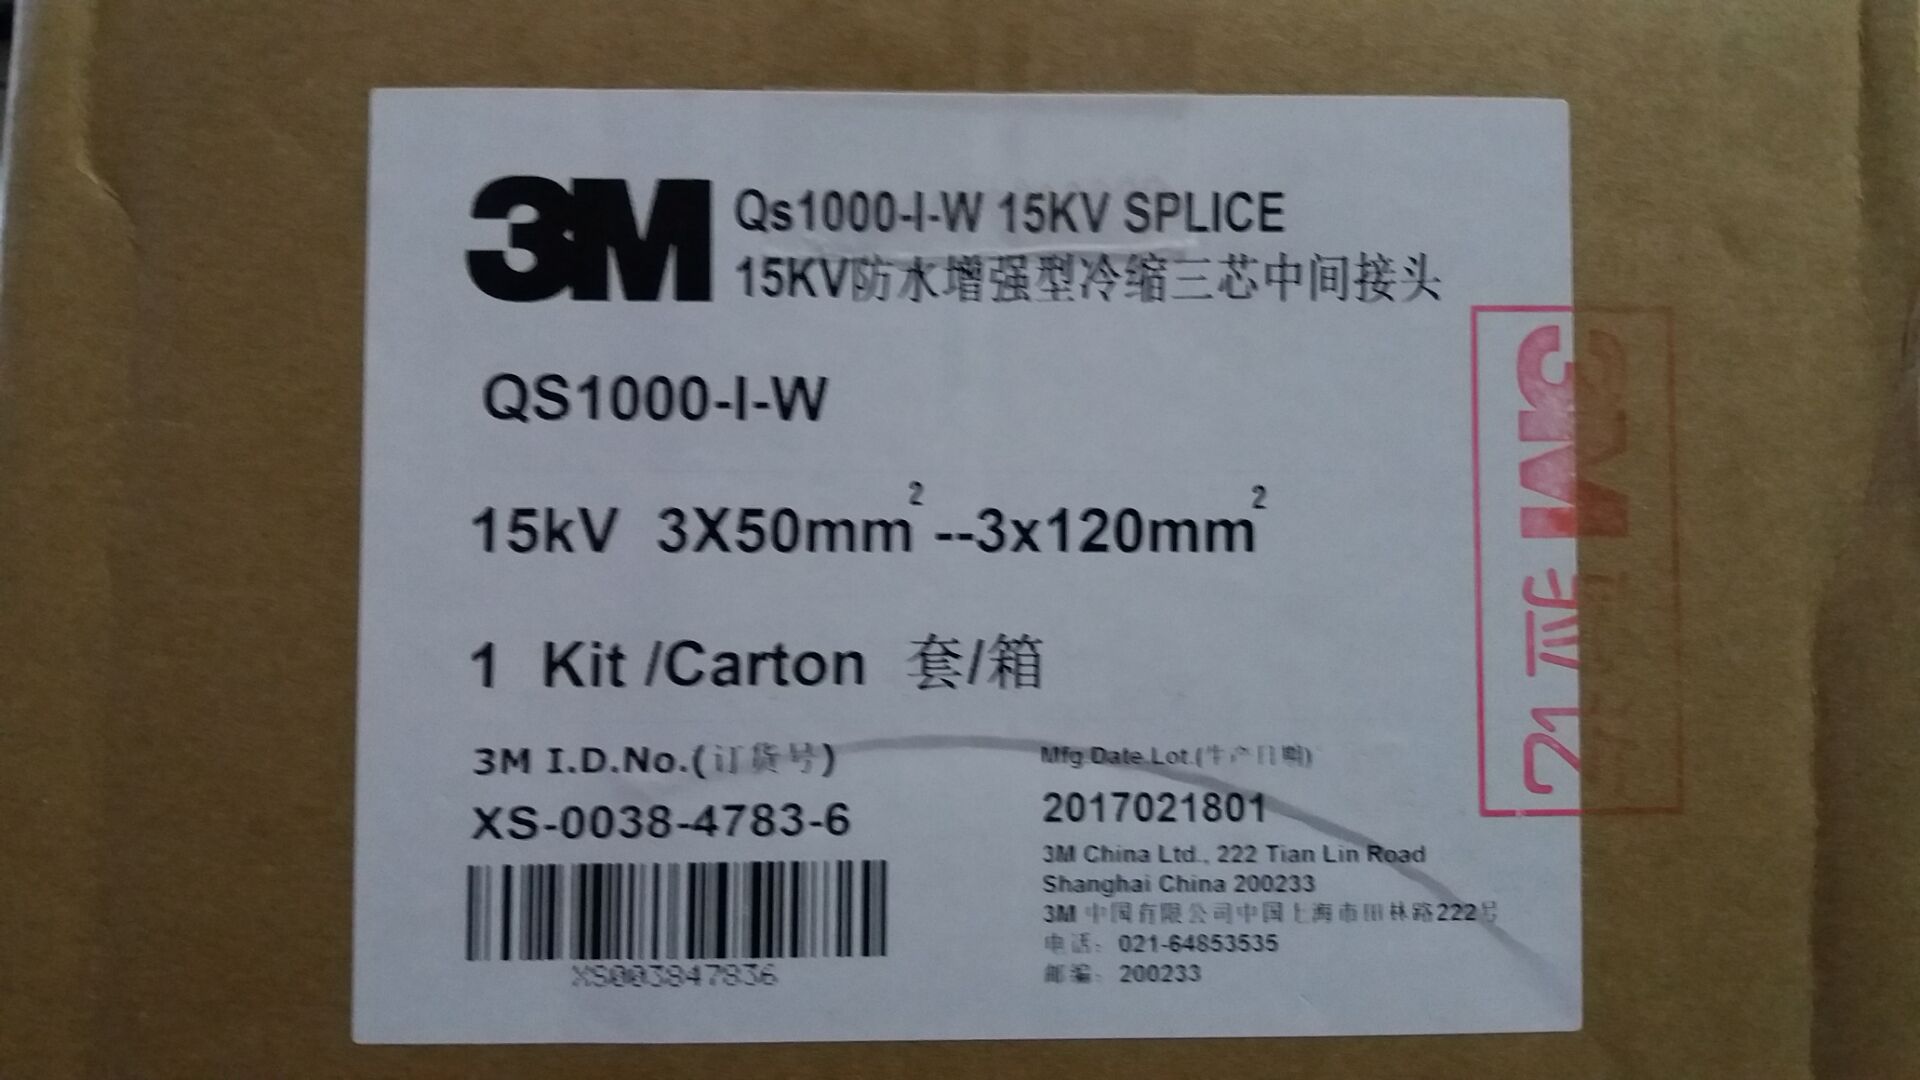 3M
Qs1000-I-W 15KV SPLICE
15KV防水增强型冷缩三芯中间接头
QS1000-I-W
15kV 3X50mm² --3x120mm²
1 Kit /Carton 套/箱
3M I.D.No.(订货号)
XS-0038-4783-6
XS003847836
Mfg.Date.Lot.(生产日期)
2017021801
3M China Ltd., 222 Tian Lin Road
Shanghai China 200233
3M 中国有限公司中国上海市田林路222号
电话: 021-64853535
邮编: 200233
3M